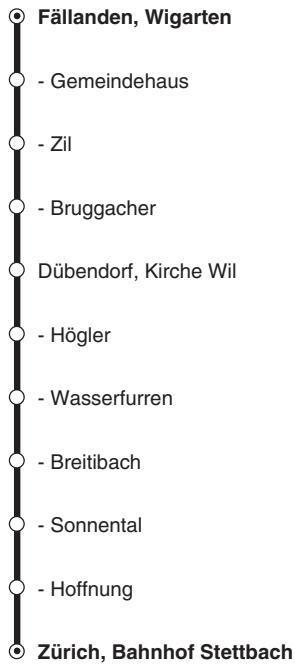 Fällanden, Wigarten
- Gemeindehaus
- Zil
- Bruggacher
Dübendorf, Kirche Wil
- Högler
- Wasserfurren
- Breitibach
- Sonnental
- Hoffnung
Zürich, Bahnhof Stettbach